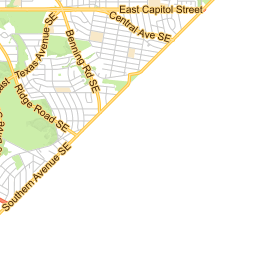 East Capitol Street
Central Ave SE
Texas Avenue SE
Benning Rd SE
Ridge Road SE
Southern Avenue SE